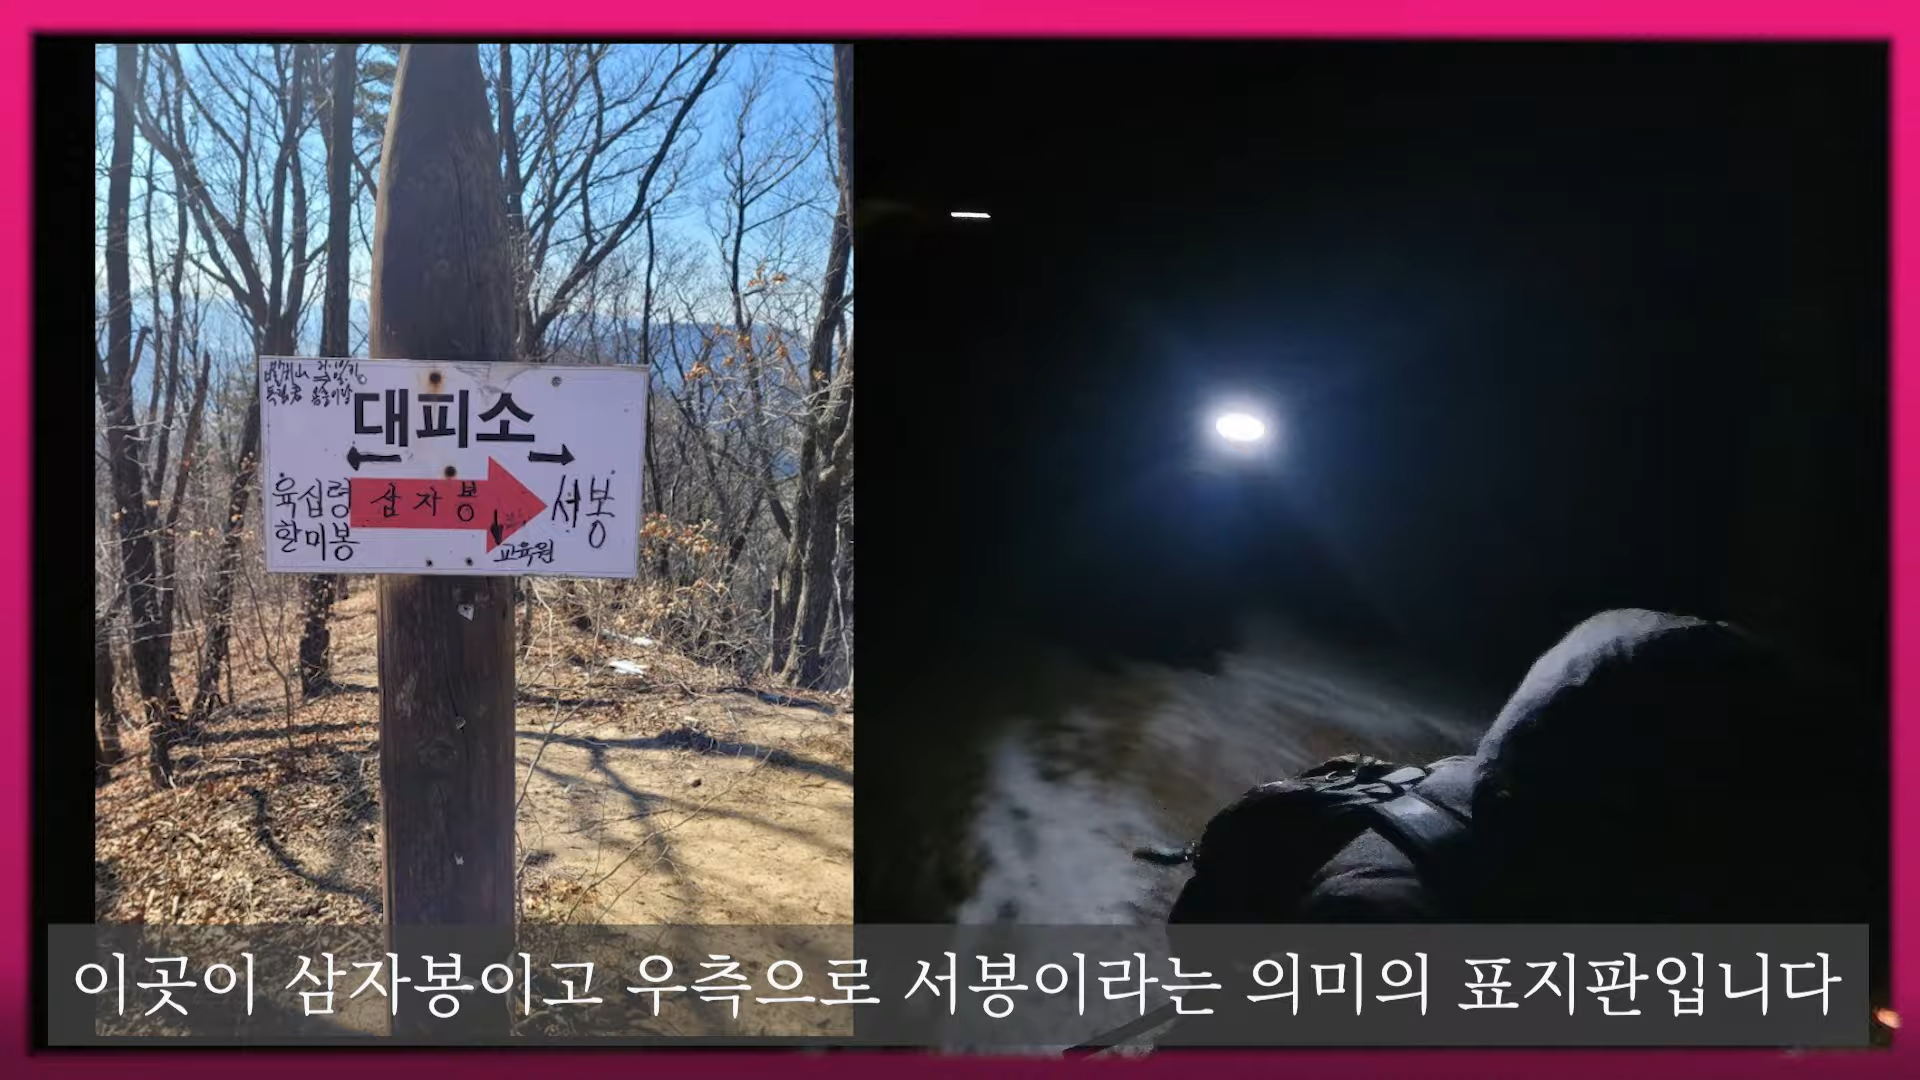 대피소
육십령 삼자봉 서봉
할미봉 교육원
이곳이 삼자봉이고 우측으로 서봉이라는 의미의 표지판입니다